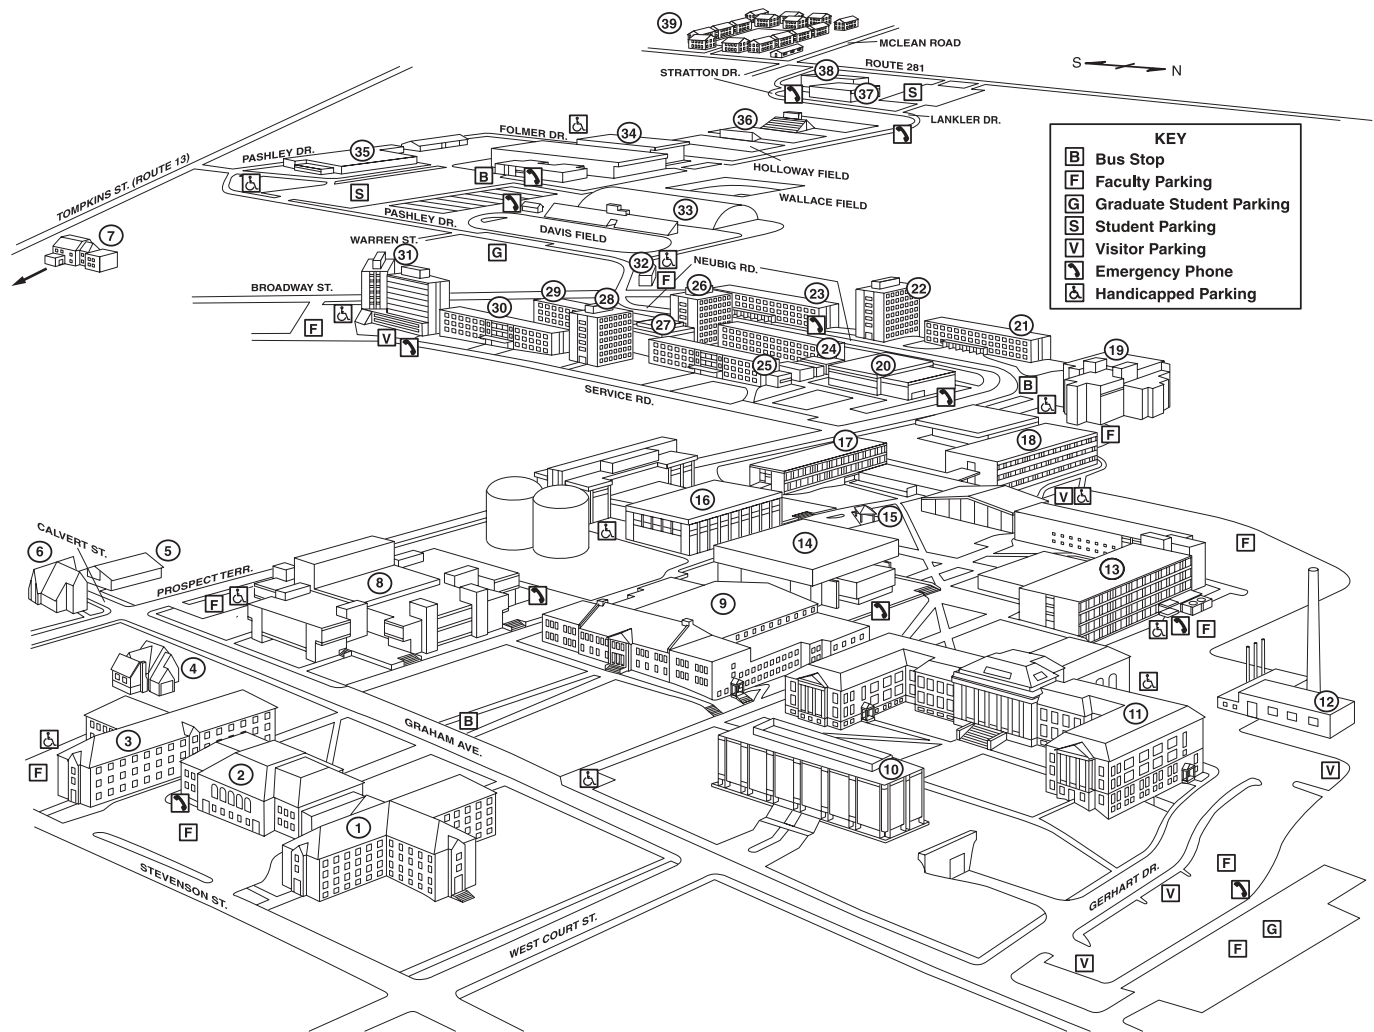 39
MCLEAN ROAD
STRATTON DR.
38
ROUTE 281
S N
37
S
LANKLER DR.
36
FOLMER DR.
34
PASHLEY DR.
35
TOMPKINS ST. (ROUTE 13)
HOLLOWAY FIELD
B
S
WALLACE FIELD
PASHLEY DR.
33
DAVIS FIELD
KEY
B Bus Stop
F Faculty Parking
G Graduate Student Parking
S Student Parking
V Visitor Parking
Emergency Phone
Handicapped Parking
7
WARREN ST.
31
G
32
F
NEUBIG RD.
BROADWAY ST.
29
28
26
23
22
30
27
F
V
21
24
25
20
19
B
SERVICE RD.
17
18
F
16
15
V
14
F
13
CALVERT ST.
6
5
PROSPECT TERR.
8
F
9
F
4
B
GRAHAM AVE.
11
12
3
F
2
10
V
1
F
STEVENSON ST.
WEST COURT ST.
GERHART DR.
F
V
G
F
V